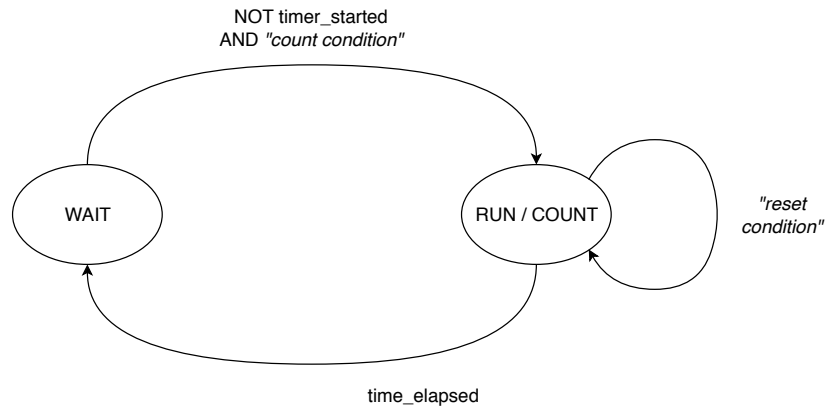 NOT timer_started
AND "count condition"
WAIT
RUN / COUNT
"reset
condition"
time_elapsed